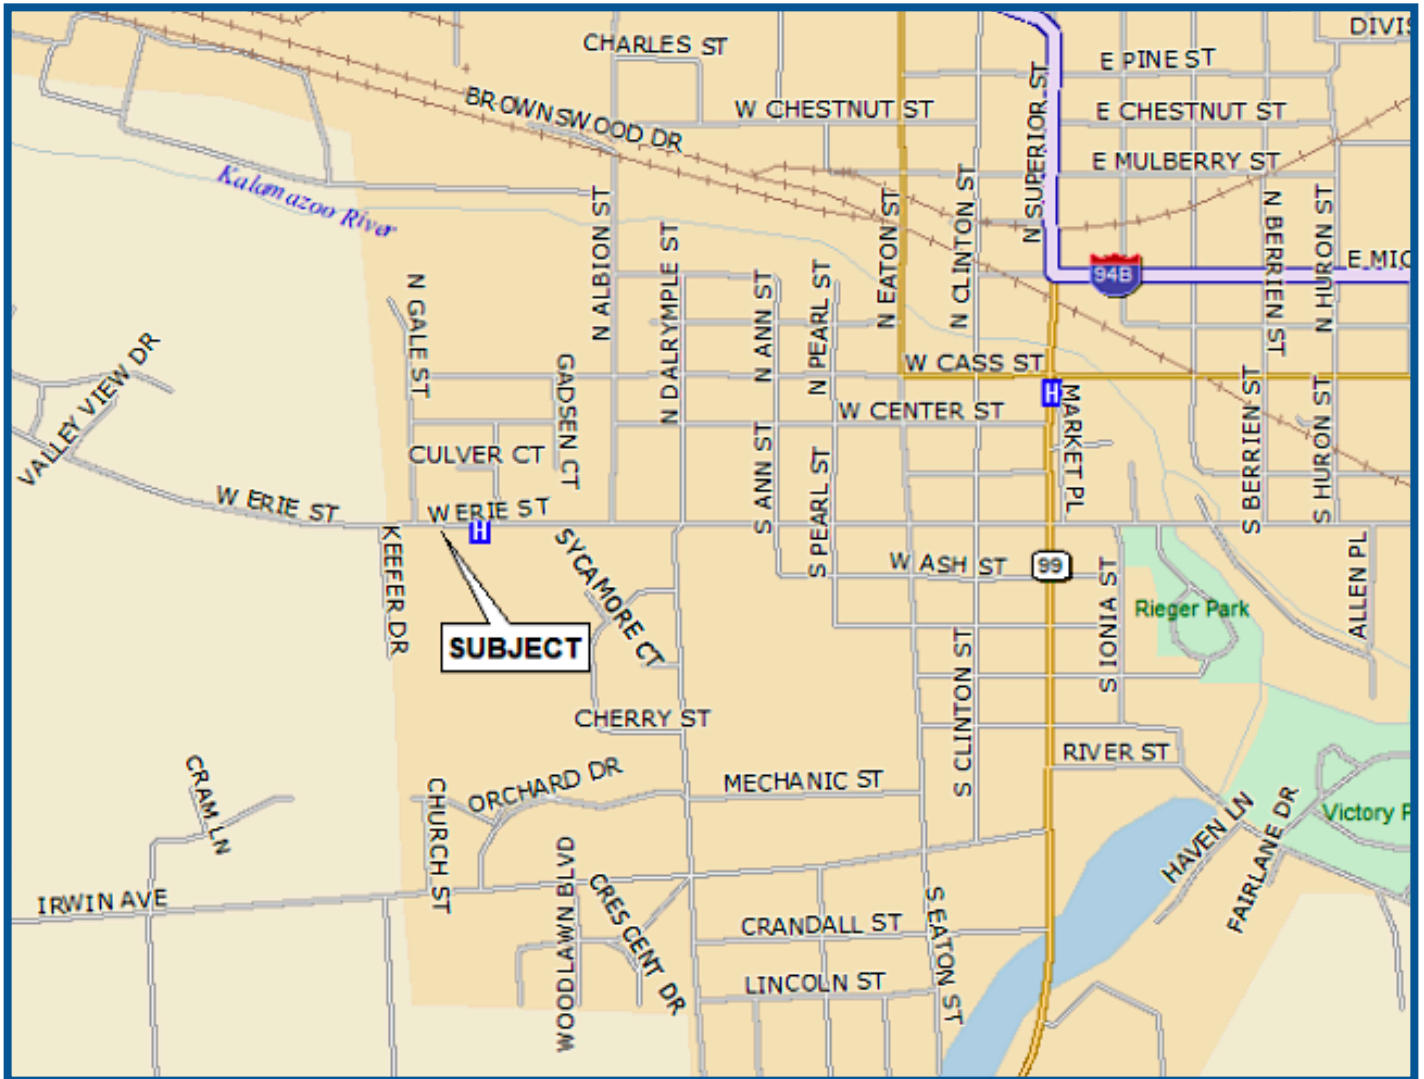 DIVIS
CHARLES ST
E PINE ST
BROWNSWOOD DR
W CHESTNUT ST
N SUPERIOR ST
E CHESTNUT ST
E MULBERRY ST
Kalamazoo River
N ALBION ST
N DALRYMPLE ST
N EATON ST
N CLINTON ST
N BERRIEN ST
N HURON ST
94B
E MIC
N GALE ST
N ANN ST
N PEARL ST
VALLEY VIEW DR
GADSEN CT
W CASS ST
H
MARKET PL
W CENTER ST
S BERRIEN ST
S HURON ST
CULVER CT
S ANN ST
S PEARL ST
W ERIE ST
W ERIE ST
H
KEEFER DR
SYCAMORE CT
W ASH ST
99
S IONIA ST
Rieger Park
ALLEN PL
SUBJECT
S CLINTON ST
CHERRY ST
RIVER ST
CRAM LN
CHURCH ST
ORCHARD DR
MECHANIC ST
HAVEN LN
FAIRLANE DR
Victory P
IRWIN AVE
WOODLAWN BLVD
CRESCENT DR
CRANDALL ST
S EATON ST
LINCOLN ST